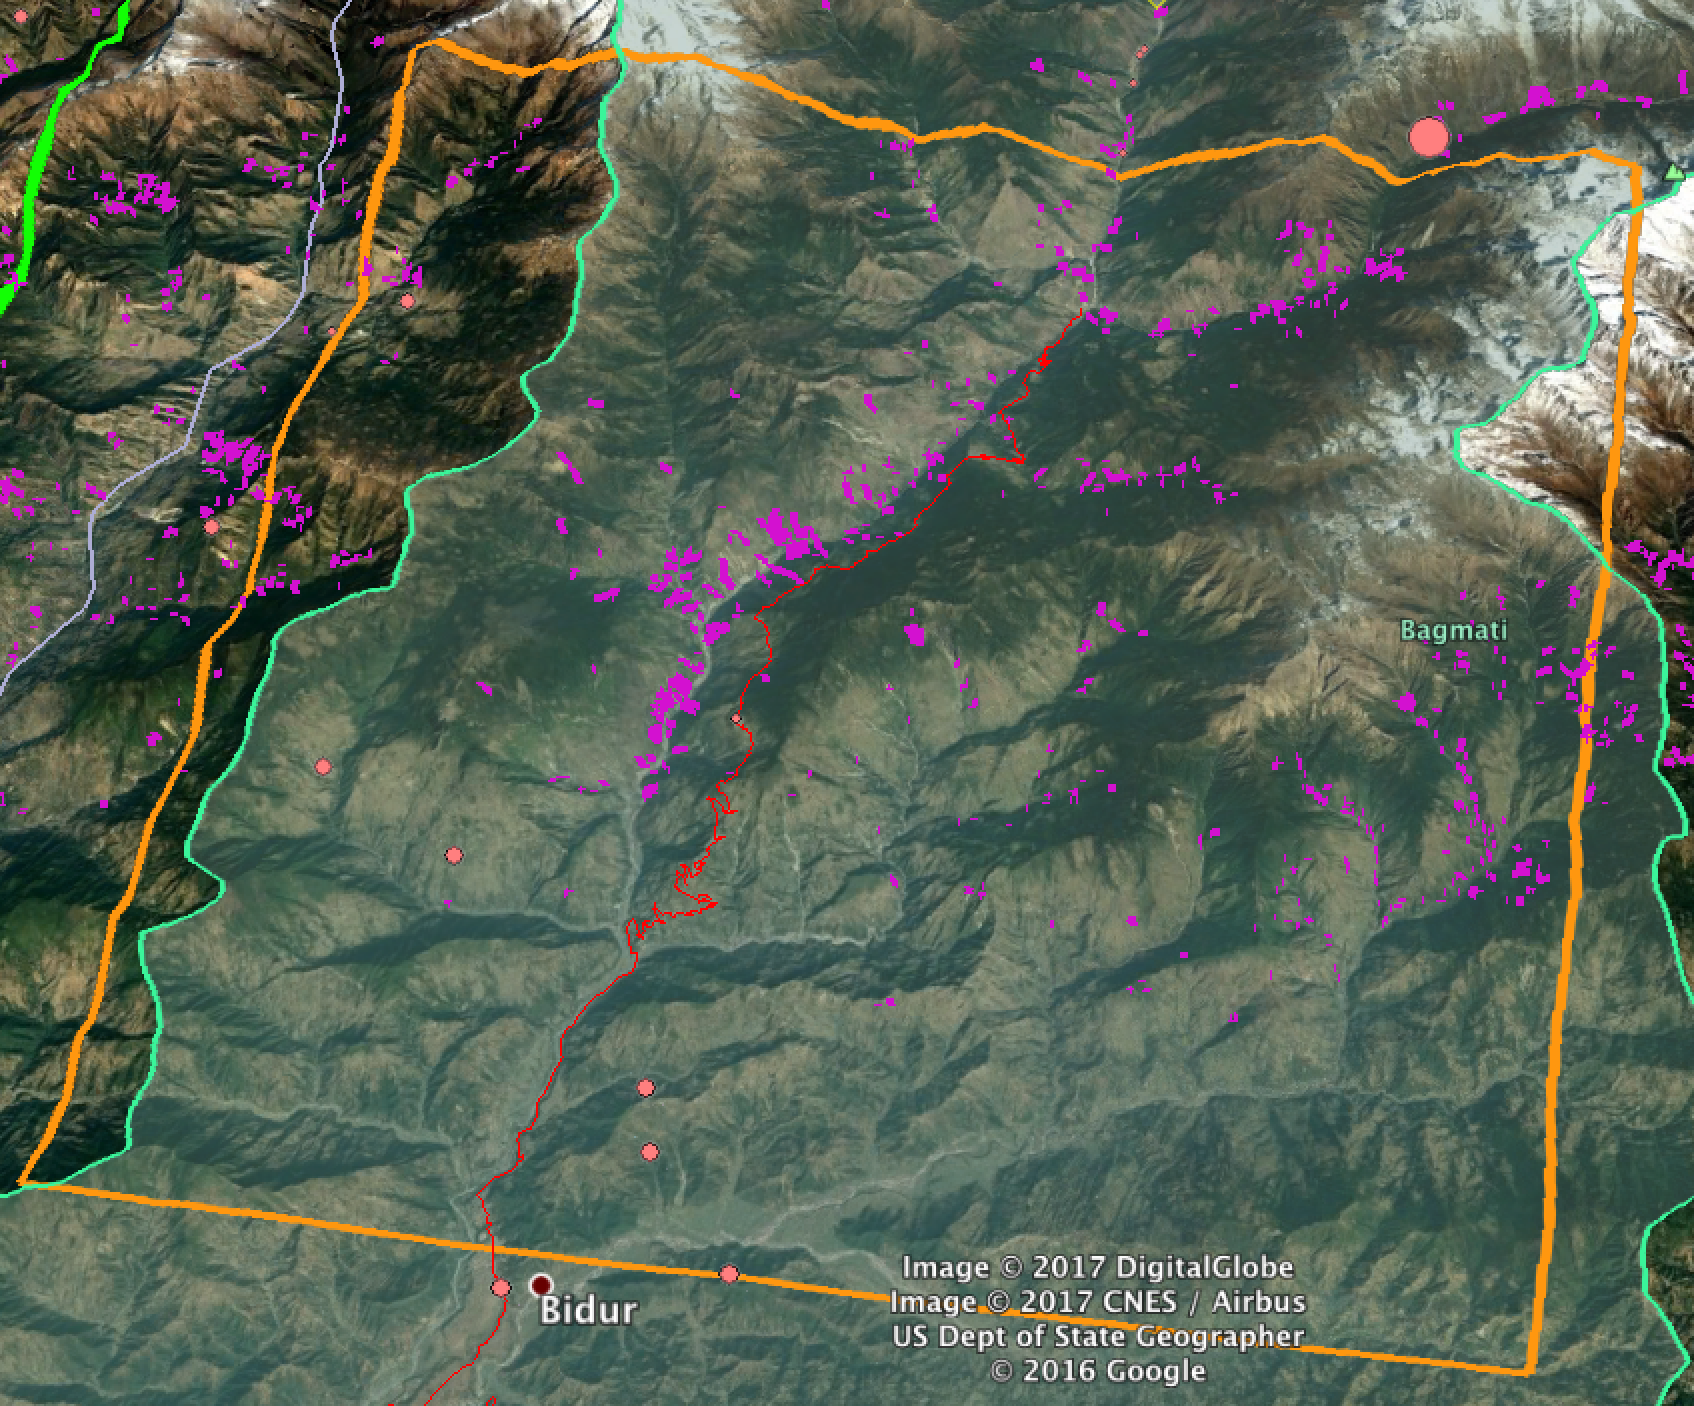 Bagmati
Bidur
Image © 2017 DigitalGlobe
Image © 2017 CNES / Airbus
US Dept of State Geographer
© 2016 Google